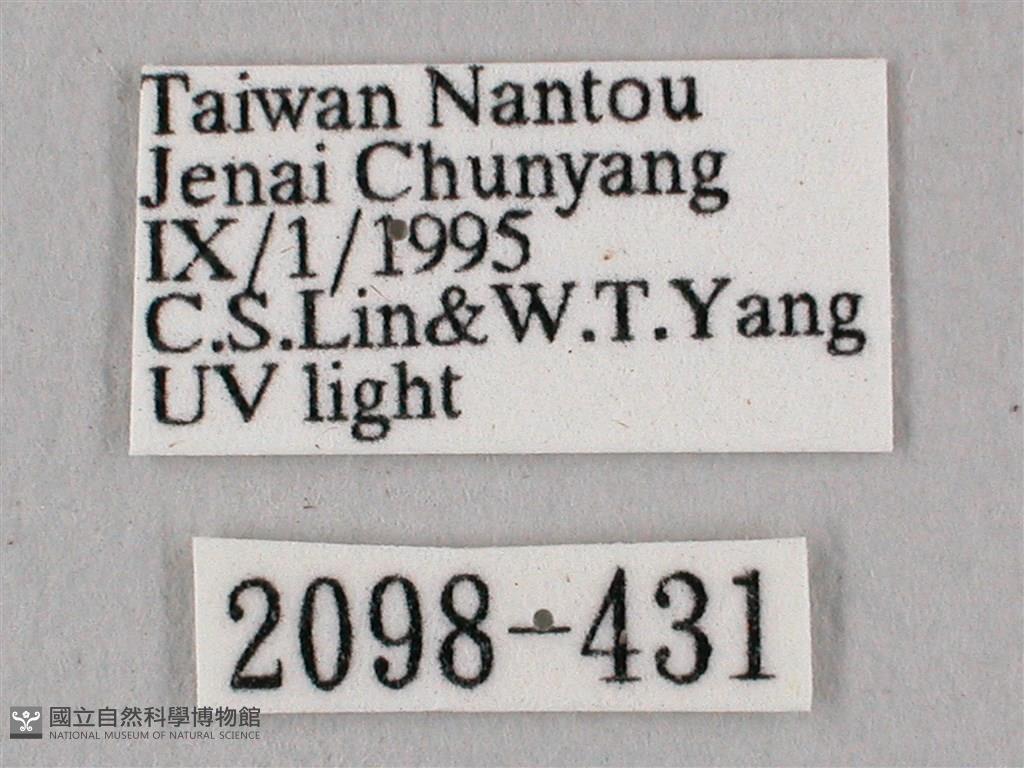 Taiwan Nantou
Jenai Chunyang
IX/1/1995
C.S.Lin&W.T.Yang
UV light
2098-431
國立自然科學博物館
NATIONAL MUSEUM OF NATURAL SCIENCE